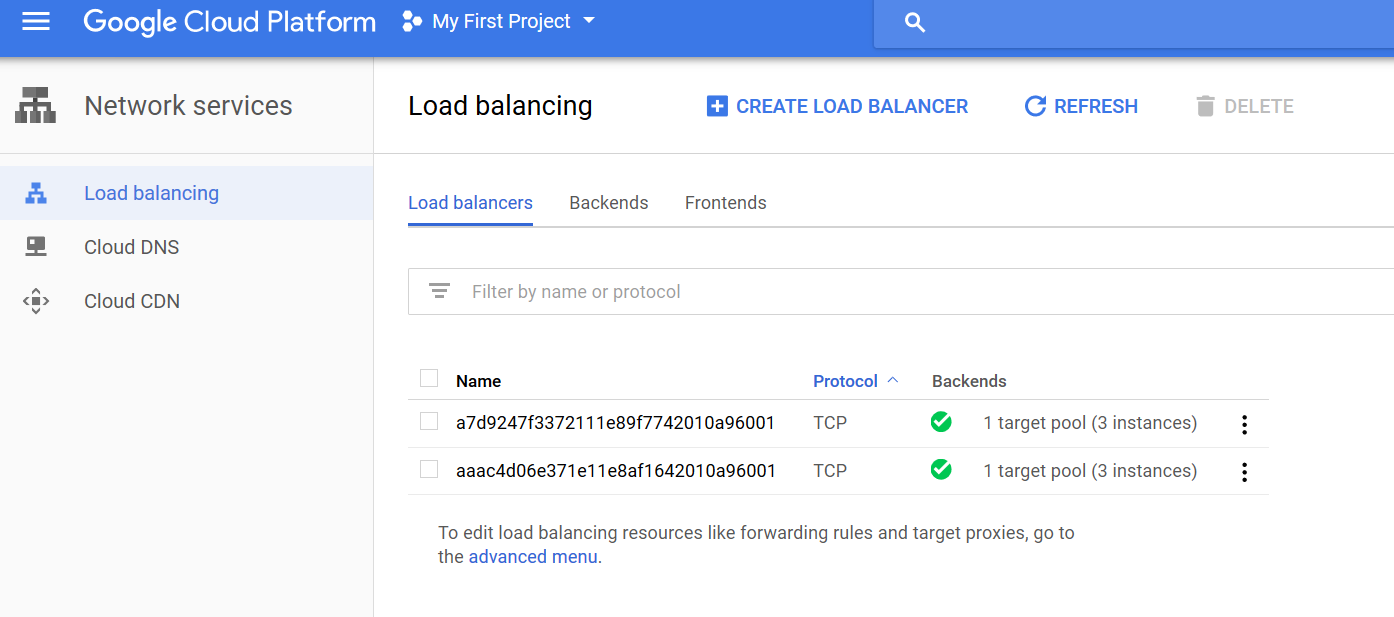 Google Cloud Platform My First Project
Network services
Load balancing CREATE LOAD BALANCER REFRESH DELETE
Load balancing
Cloud DNS
Cloud CDN
Load balancers Backends Frontends
Filter by name or protocol
Name Protocol Backends
a7d9247f3372111e89f7742010a96001 TCP 1 target pool (3 instances)
aaac4d06e371e11e8af1642010a96001 TCP 1 target pool (3 instances)
To edit load balancing resources like forwarding rules and target proxies, go to
the advanced menu.